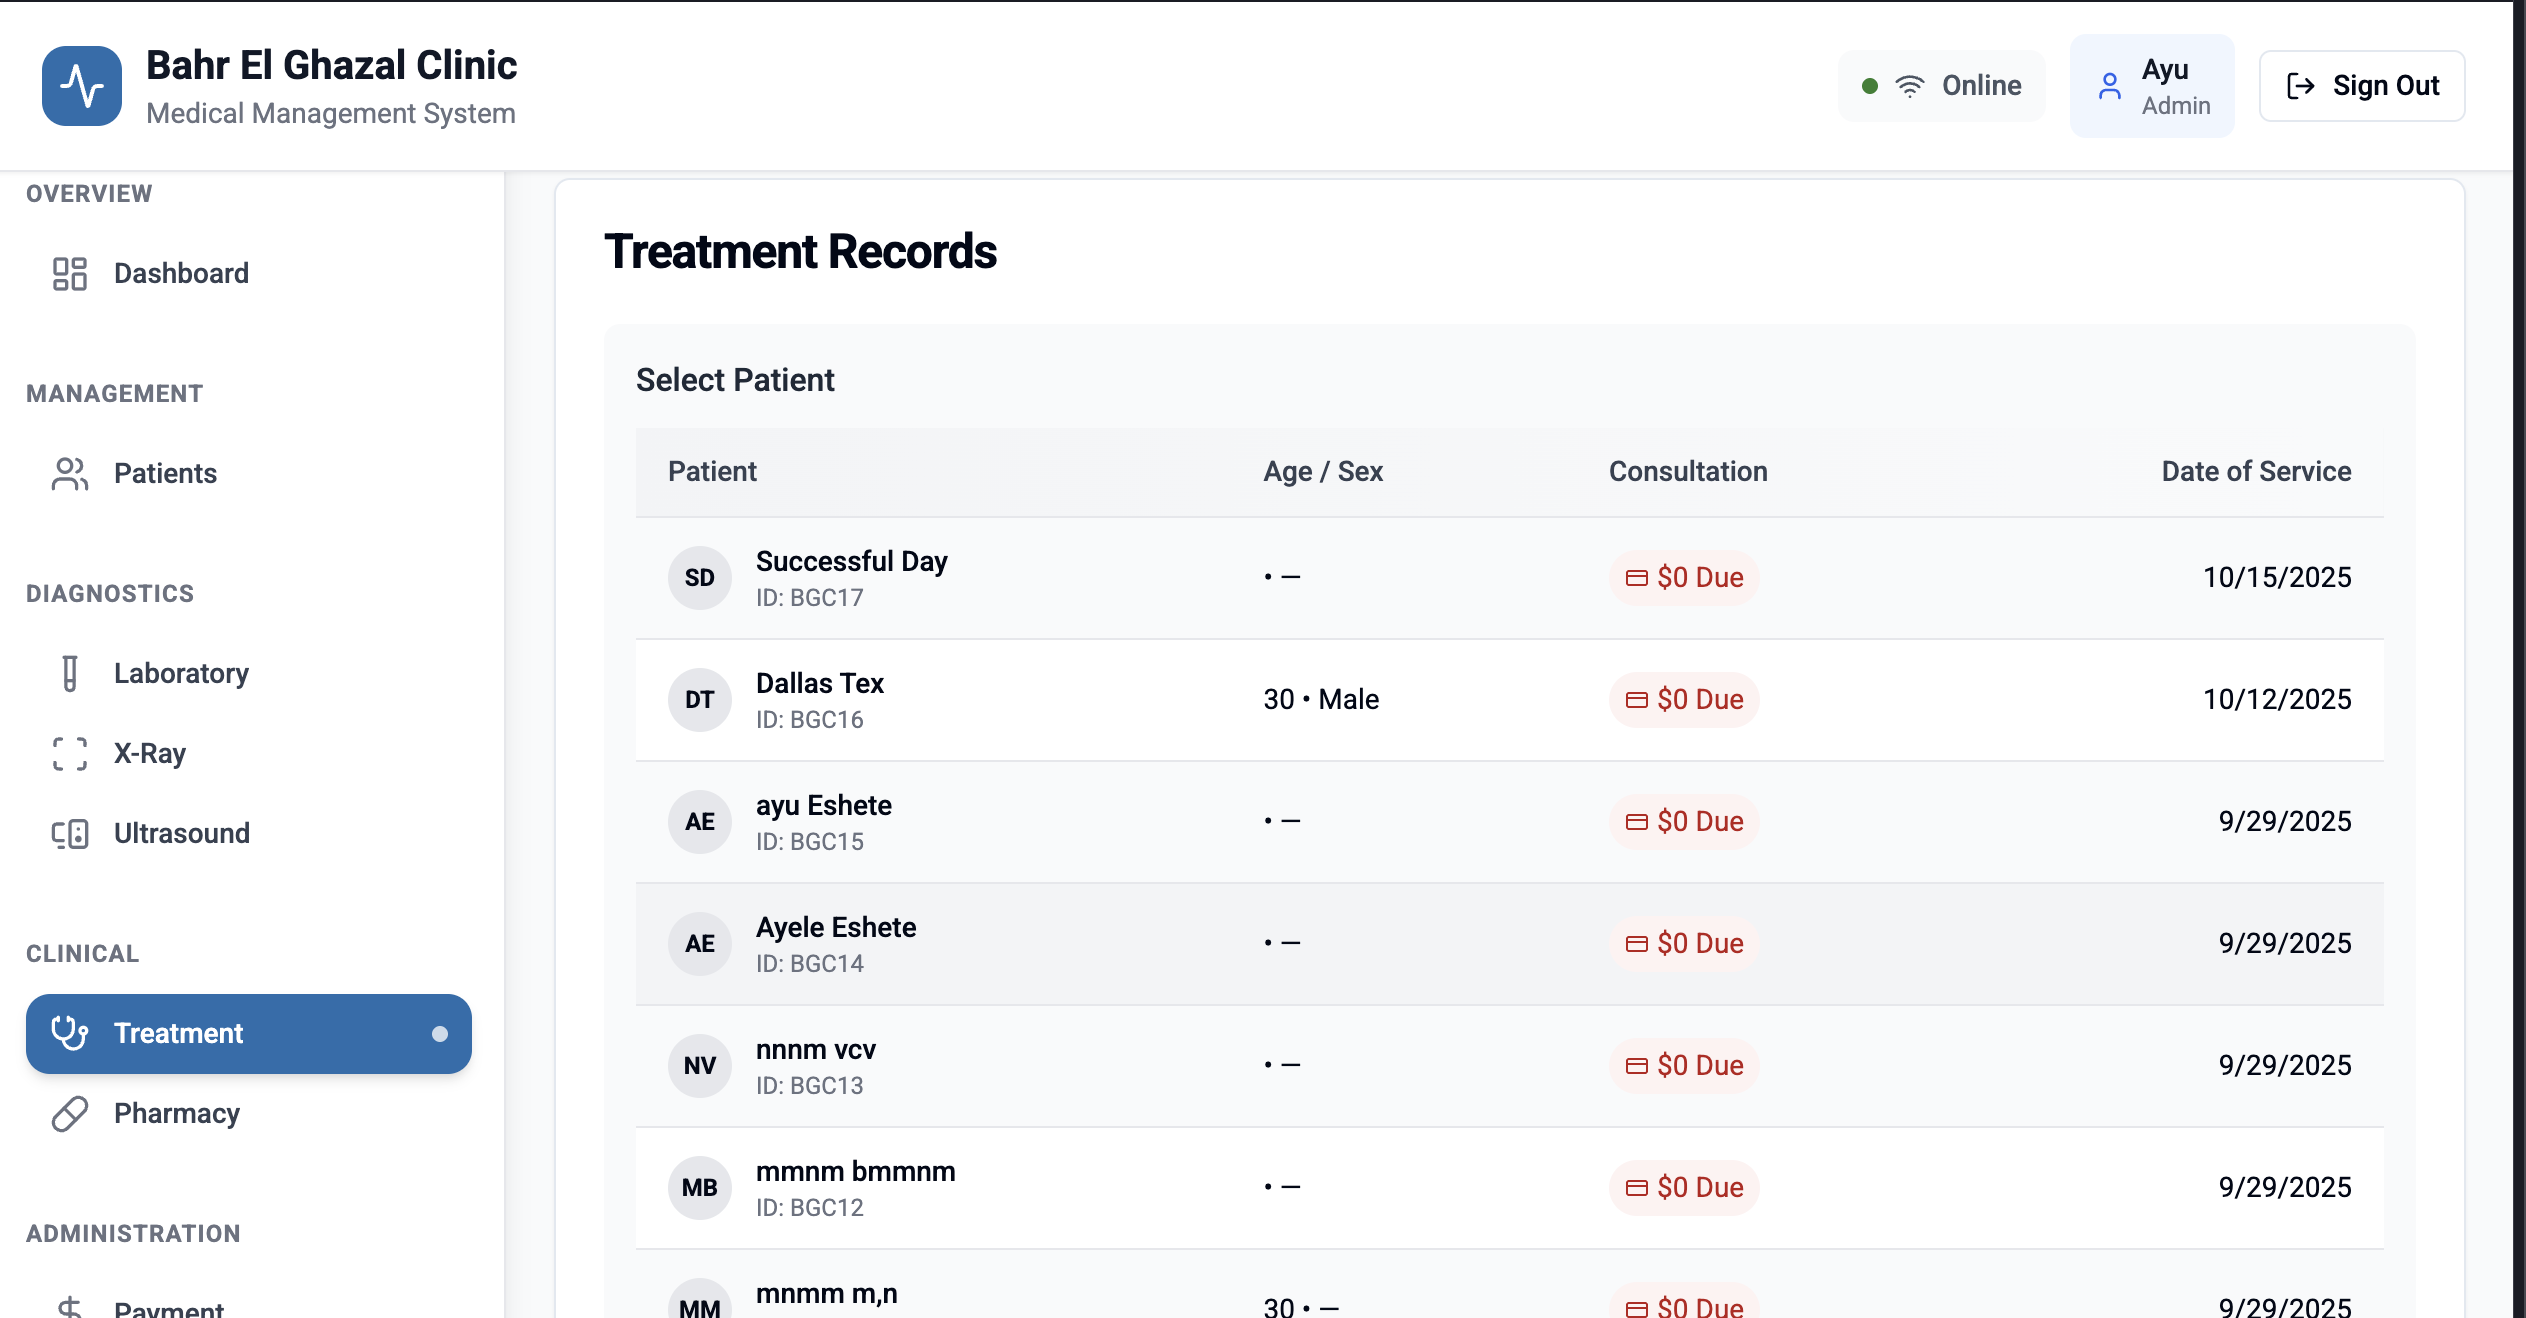 Bahr El Ghazal Clinic
Medical Management System
Online
Ayu
Admin
Sign Out
OVERVIEW
Dashboard
MANAGEMENT
Patients
DIAGNOSTICS
Laboratory
X-Ray
Ultrasound
CLINICAL
Treatment
Pharmacy
ADMINISTRATION
Payment
Treatment Records
Select Patient
Patient Age / Sex Consultation Date of Service
SD Successful Day • — $0 Due 10/15/2025
ID: BGC17
DT Dallas Tex 30 • Male $0 Due 10/12/2025
ID: BGC16
AE ayu Eshete • — $0 Due 9/29/2025
ID: BGC15
AE Ayele Eshete • — $0 Due 9/29/2025
ID: BGC14
NV nnnm vcv • — $0 Due 9/29/2025
ID: BGC13
MB mmnm bmmnm • — $0 Due 9/29/2025
ID: BGC12
MM mnmm m,n 30 • — $0 Due 9/29/2025